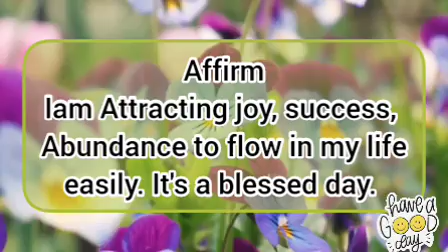 Affirm
Iam Attracting joy, success,
Abundance to flow in my life
easily. It's a blessed day.
have a
GOOD
day